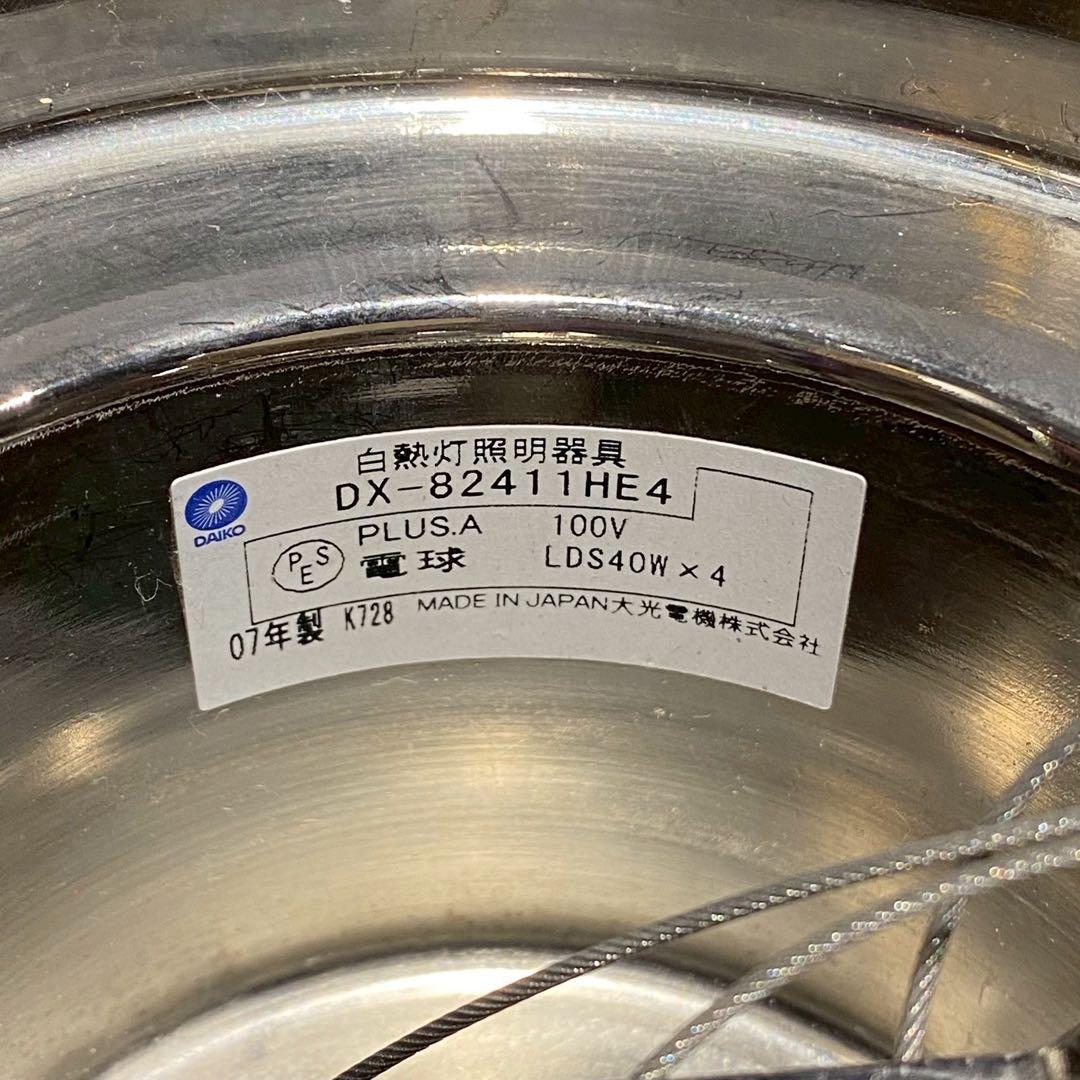 白熱灯照明器具
DX-82411HE4
DAIKO
PLUS.A 100V
PSE
電球 LDS40W×4
07年製 K728 MADE IN JAPAN大光電機株式会社